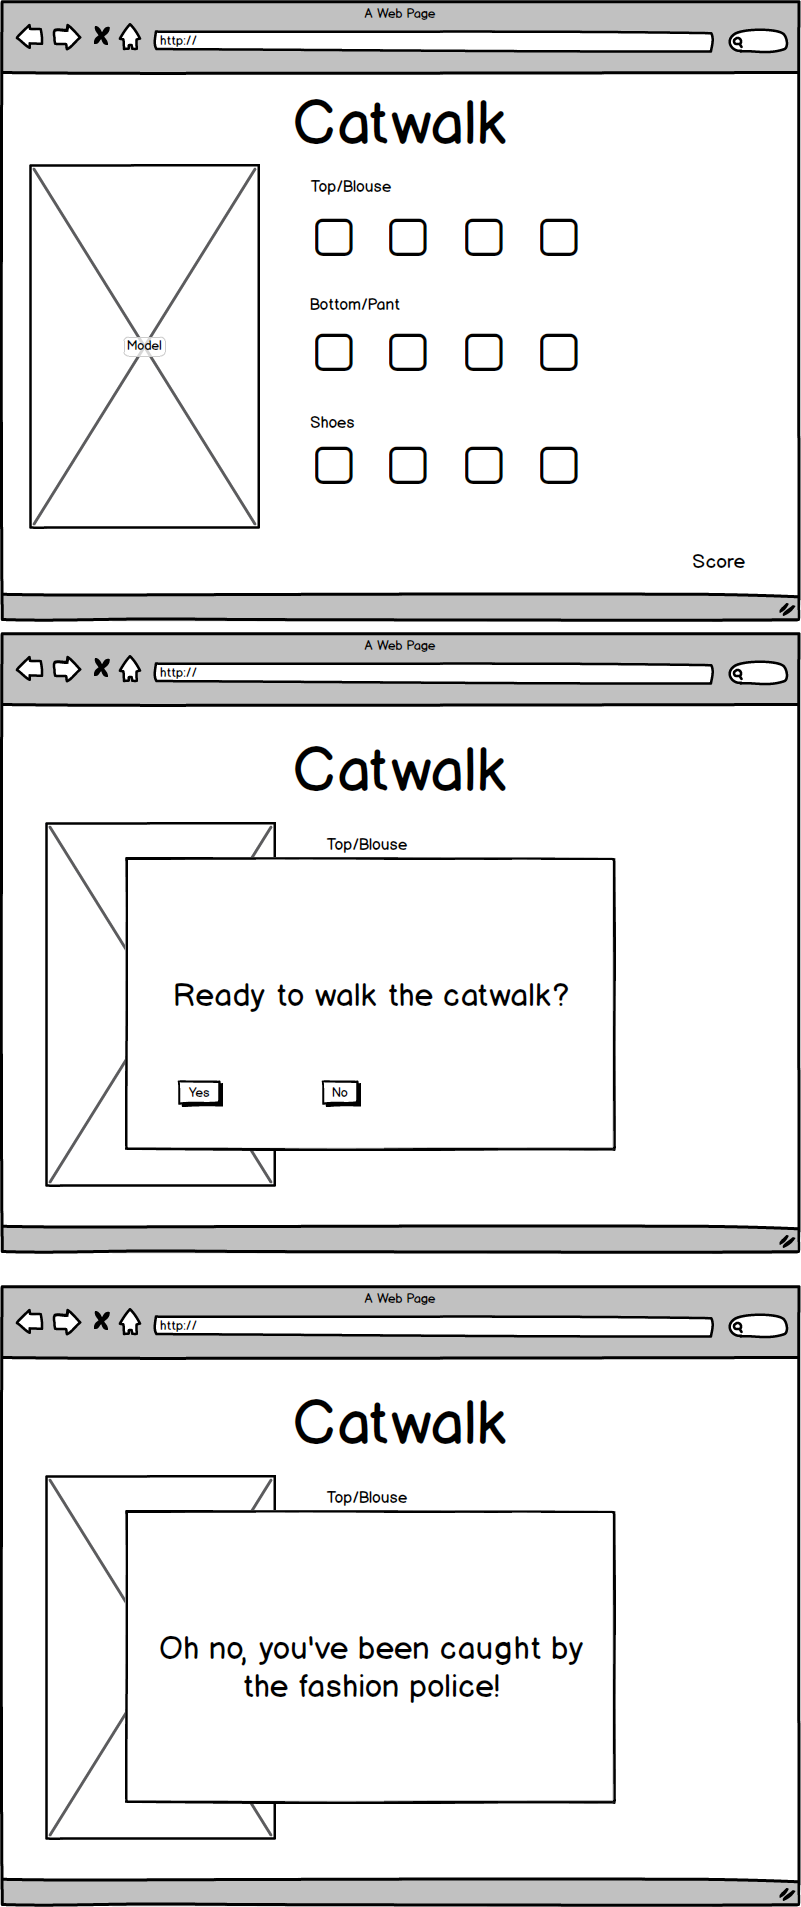 A Web Page
http://
Catwalk
Top/Blouse
Model
Bottom/Pant
Shoes
Score
A Web Page
http://
Catwalk
Top/Blouse
Ready to walk the catwalk?
Yes
No
A Web Page
http://
Catwalk
Top/Blouse
Oh no, you've been caught by
the fashion police!